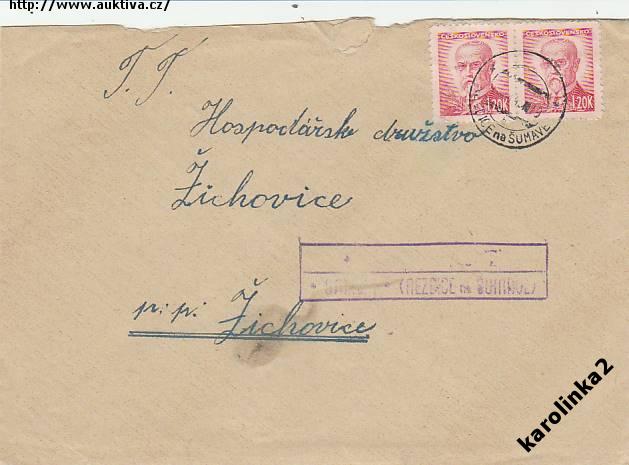 http://www.auktiva.cz/
ČESKOSLOVENSKO
ČESKOSLOVENSKO
1.20K
1.20K
NEZDICE na ŠUMAVĚ
T. T.
Hospodářské družstvo
Žichovice
(NEZDICE na ŠUMAVĚ)
p: p: Žichovice
karolinka2